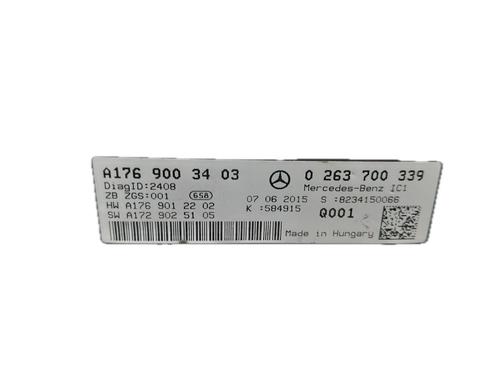 A176 900 34 03 0 263 700 339
DiagID:2408 Mercedes-Benz IC1
ZB ZGS:001 658 07 06 2015 S :8234150066
HW A176 901 22 02 K :584915 Q001
SW A172 902 51 05
Made in Hungary